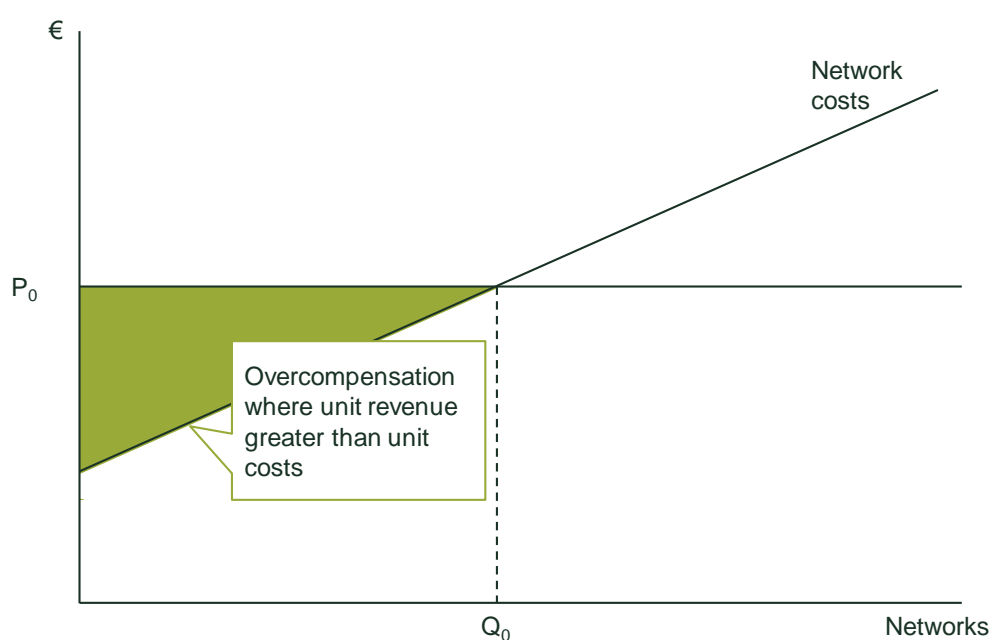 €
Network
costs
P₀
Overcompensation
where unit revenue
greater than unit
costs
Q₀
Networks